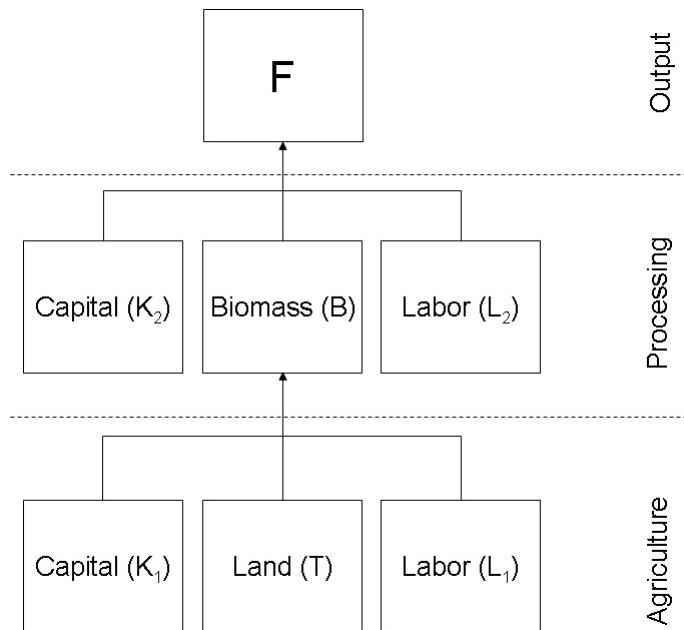 F
Output
Capital (K₂)
Biomass (B)
Labor (L₂)
Processing
Capital (K₁)
Land (T)
Labor (L₁)
Agriculture